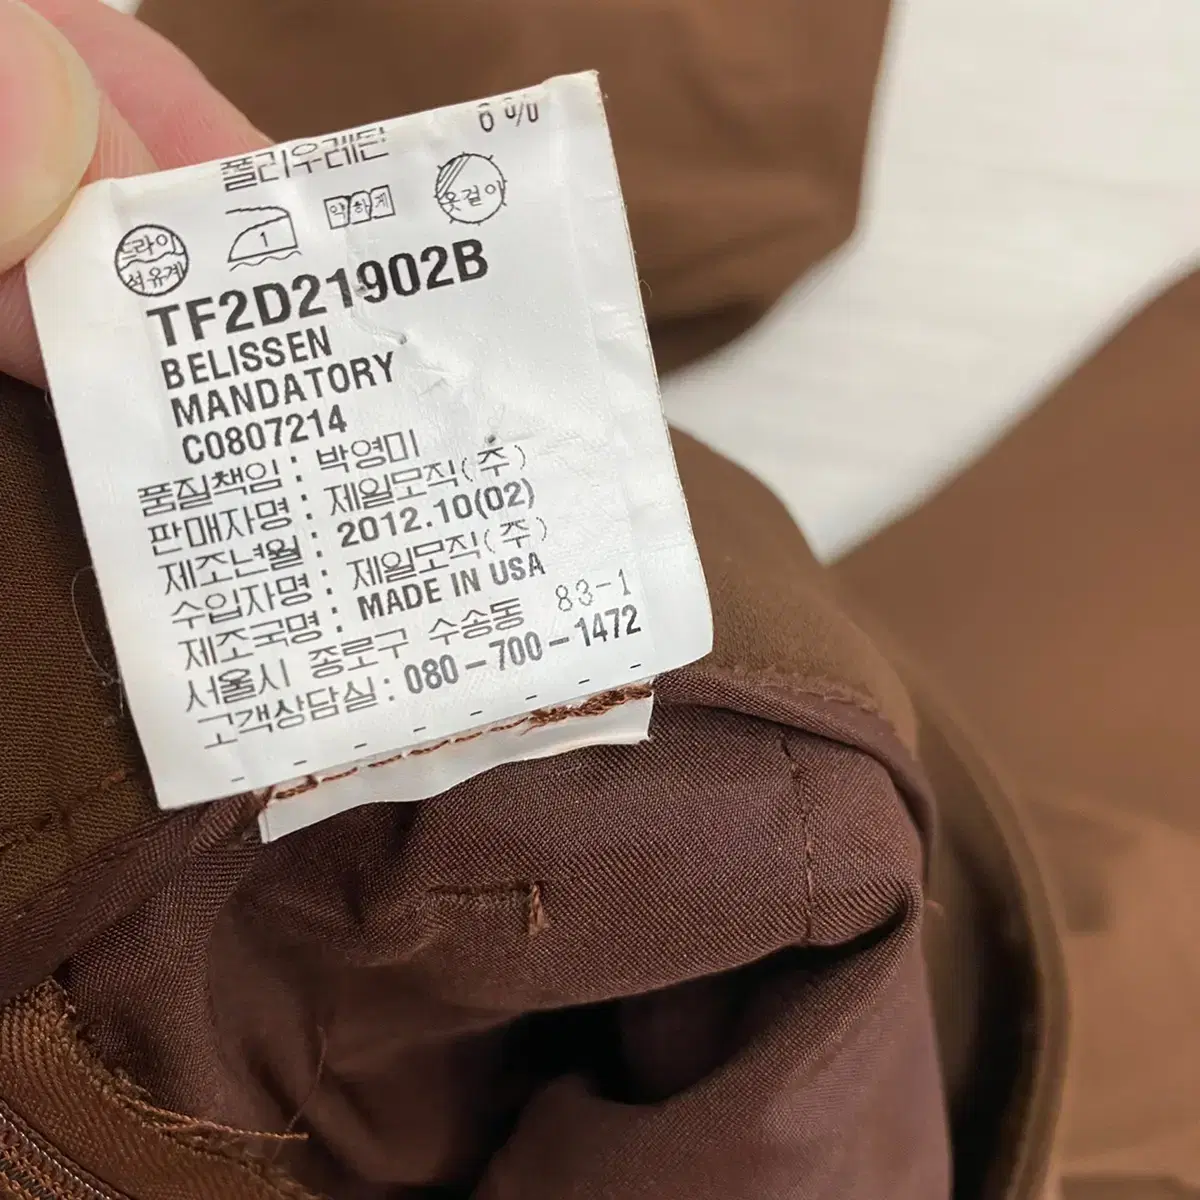 폴리우레탄 6%
드라이 석유계 1 약하게 옷걸이
TF2D21902B
BELISSEN
MANDATORY
C0807214
품질책임 : 박영미
판매자명 : 제일모직(주)
제조년월 : 2012.10(02)
수입자명 : 제일모직(주)
제조국명 : MADE IN USA
서울시 종로구 수송동 83-1
고객상담실 : 080-700-1472